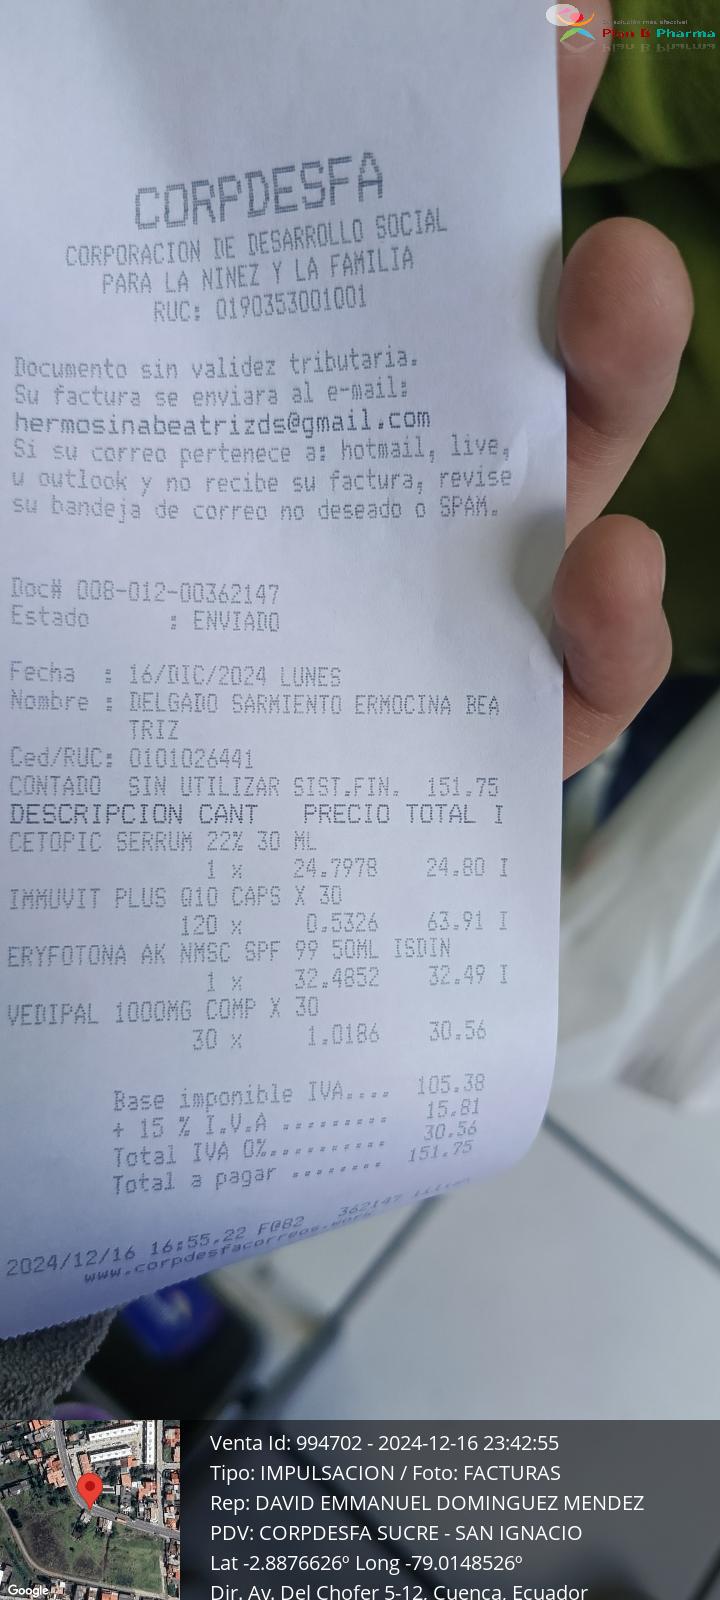 La solución más efectiva!
Plan B Pharma
CORPDESFA
CORPORACION DE DESARROLLO SOCIAL
PARA LA NINEZ Y LA FAMILIA
RUC: 0190353001001
Documento sin validez tributaria.
Su factura se enviara al e-mail:
hermosinabeatrizds@gmail.com
Si su correo pertenece a: hotmail, live,
u outlook y no recibe su factura, revise
su bandeja de correo no deseado o SPAM.
Doc# 008-012-00362147
Estado : ENVIADO
Fecha : 16/DIC/2024 LUNES
Nombre : DELGADO SARMIENTO ERMOCINA BEA
TRIZ
Ced/RUC: 0101026441
CONTADO SIN UTILIZAR SIST.FIN. 151.75
DESCRIPCION CANT PRECIO TOTAL I
CETOPIC SERRUM 22% 30 ML
1 x 24.7978 24.80 I
IMMUVIT PLUS Q10 CAPS X 30
120 x 0.5326 63.91 I
ERYFOTONA AK NMSC SPF 99 50ML ISDIN
1 x 32.4852 32.49 I
VEDIPAL 1000MG COMP X 30
30 x 1.0186 30.56
Base imponible IVA.... 105.38
+ 15 % I.V.A ......... 15.81
Total IVA 0%.......... 30.56
Total a pagar ........ 151.75
2024/12/16 16:55.22 F@82 362147
www.corpdesfacorreos.work
Venta Id: 994702 - 2024-12-16 23:42:55
Tipo: IMPULSACION / Foto: FACTURAS
Rep: DAVID EMMANUEL DOMINGUEZ MENDEZ
PDV: CORPDESFA SUCRE - SAN IGNACIO
Lat -2.8876626º Long -79.0148526º
Dir. Av. Del Chofer 5-12, Cuenca, Ecuador
Google